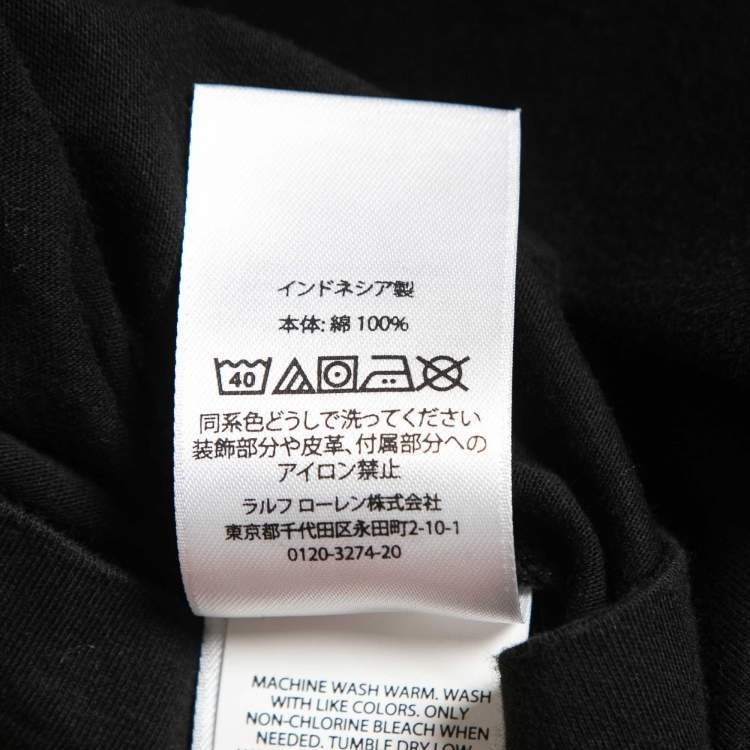 インドネシア製
本体: 綿 100%
40
同系色どうしで洗ってください
装飾部分や皮革、付属部分への
アイロン禁止
ラルフ ローレン株式会社
東京都千代田区永田町2-10-1
0120-3274-20
MACHINE WASH WARM. WASH
WITH LIKE COLORS. ONLY
NON-CHLORINE BLEACH WHEN
NEEDED. TUMBLE DRY LOW